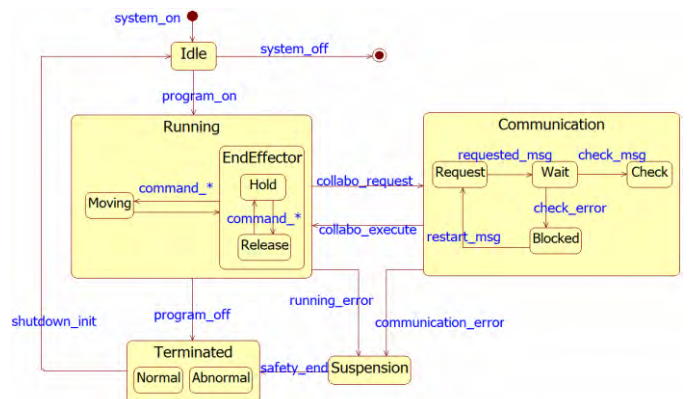 system_on
Idle
system_off
program_on
Running
Communication
EndEffector
requested_msg
check_msg
Request
Wait
Check
collabo_request
Hold
command_*
Moving
command_*
check_error
collabo_execute
Release
restart_msg
Blocked
running_error
shutdown_init
program_off
communication_error
Terminated
safety_end
Suspension
Normal
Abnormal